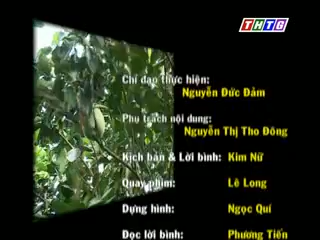 THTG
Chỉ đạo thực hiện:
Nguyễn Đức Đảm
Phụ trách nội dung:
Nguyễn Thị Tho Đông
Kịch bản & Lời bình: Kim Nữ
Quay phim: Lê Long
Dựng hình: Ngọc Quí
Đọc lời bình: Phương Tiến